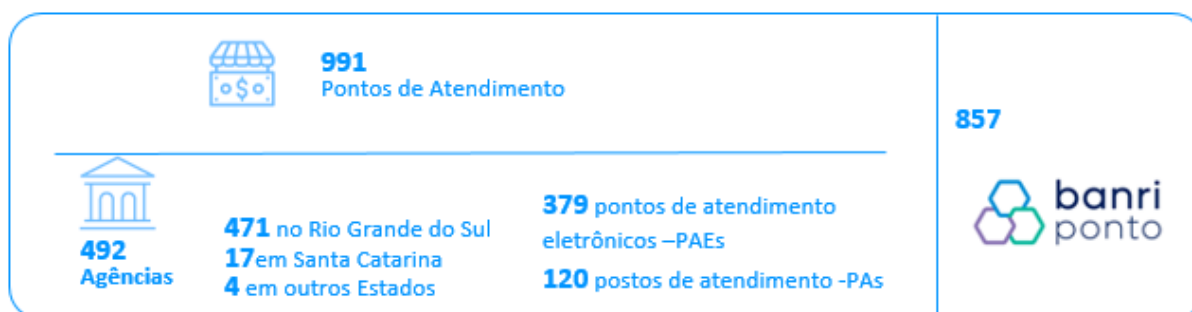 991
Pontos de Atendimento
857
banri
ponto
492
Agências
471 no Rio Grande do Sul
17em Santa Catarina
4 em outros Estados
379 pontos de atendimento
eletrônicos –PAEs
120 postos de atendimento -PAs